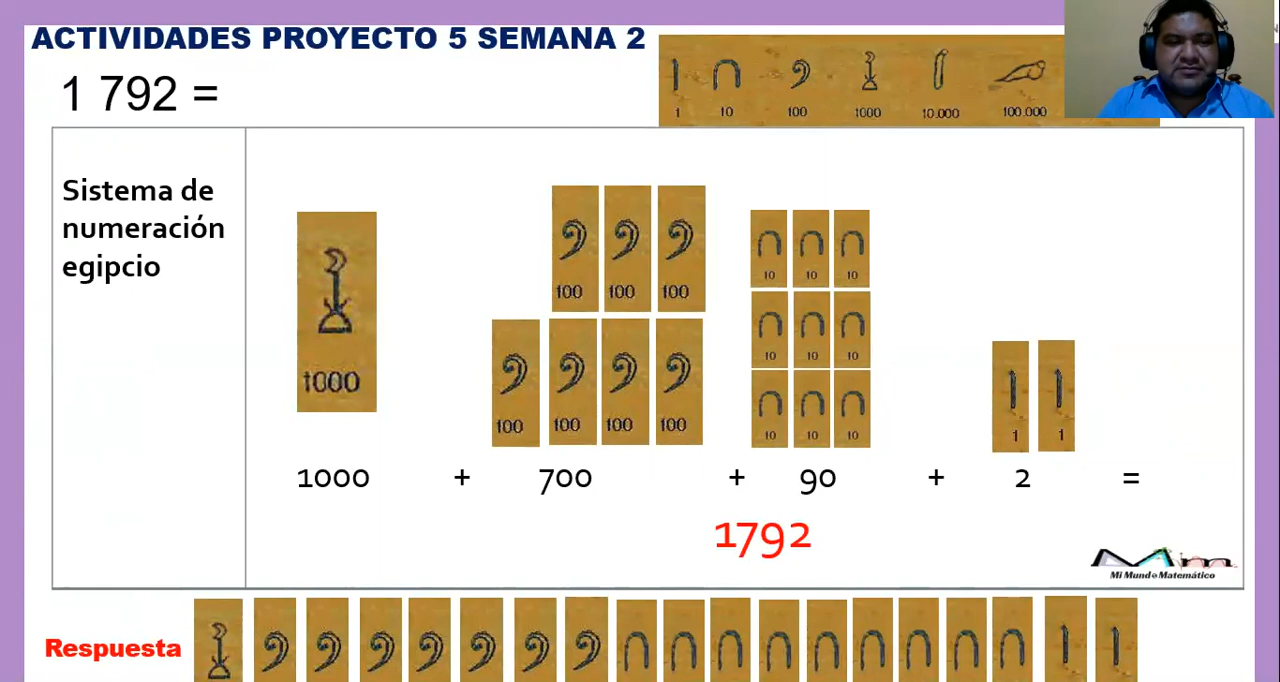 ACTIVIDADES PROYECTO 5 SEMANA 2
1 792 =
1 10 100 1000 10.000 100.000
Sistema de
numeración
egipcio
1000
100 100 100
100 100 100 100
10 10 10
10 10 10
10 10 10
1 1
1000 + 700 + 90 + 2 =
1792
Mm
Mi Mundo Matemático
Respuesta